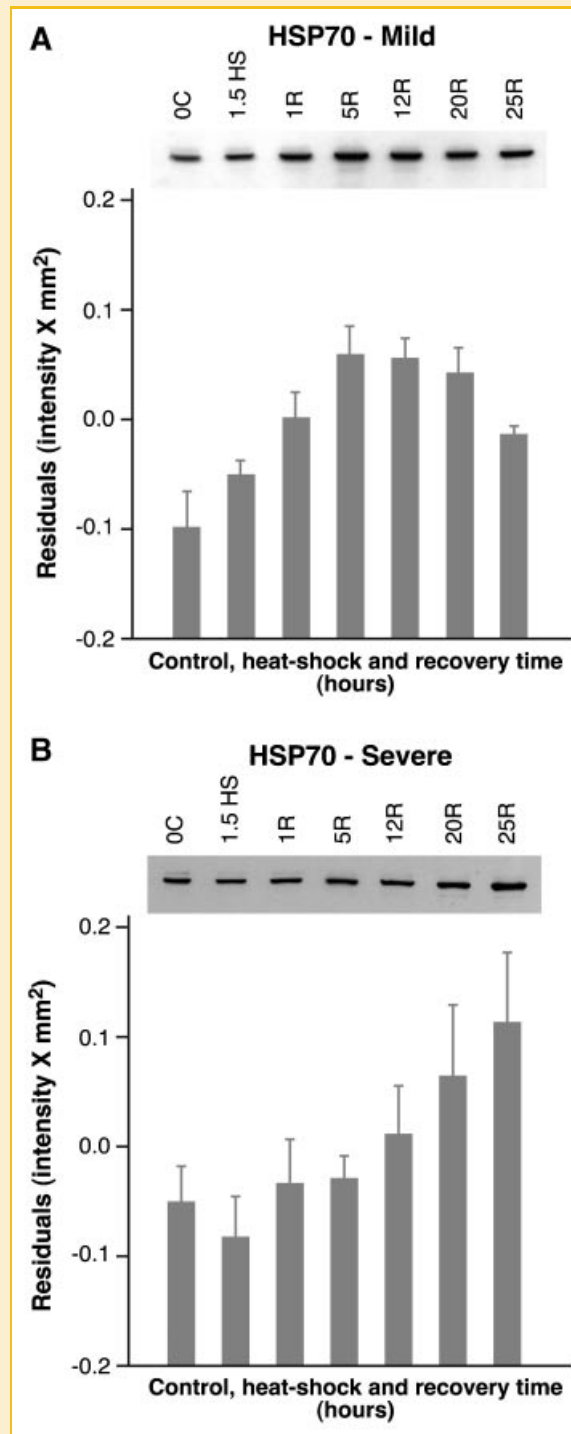 A
HSP70 - Mild
0C 1.5 HS 1R 5R 12R 20R 25R
0.2
0.1
0.0
-0.1
-0.2
Residuals (intensity X mm²)
Control, heat-shock and recovery time
(hours)
B
HSP70 - Severe
0C 1.5 HS 1R 5R 12R 20R 25R
0.2
0.1
0.0
-0.1
-0.2
Residuals (intensity X mm²)
Control, heat-shock and recovery time
(hours)